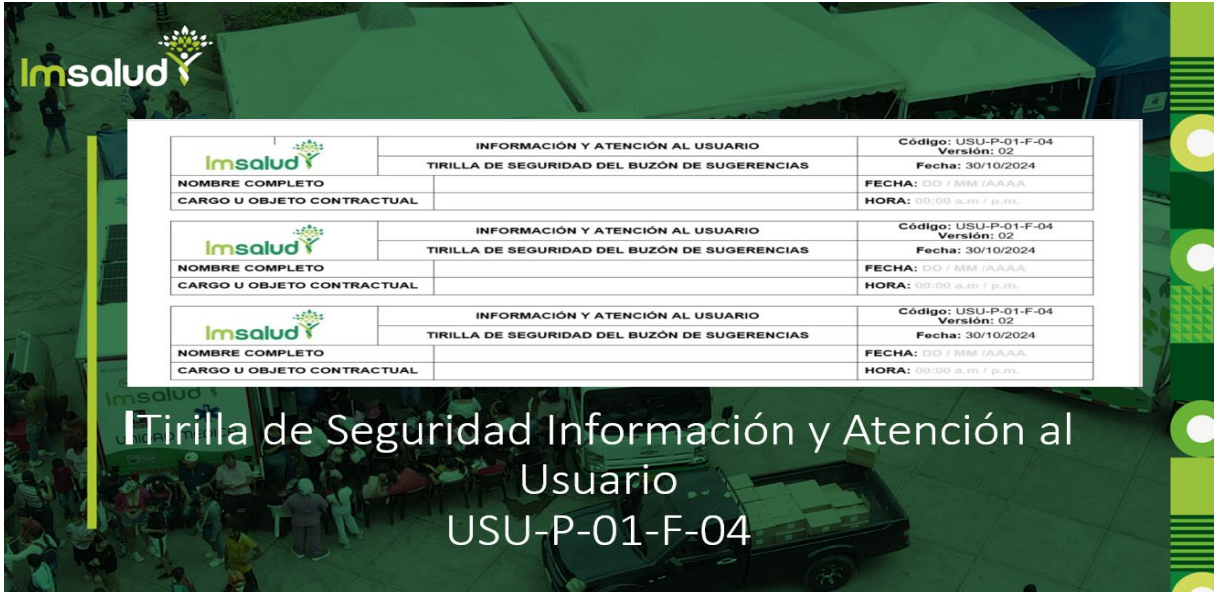 Imsalud
Imsalud
INFORMACIÓN Y ATENCIÓN AL USUARIO
Código: USU-P-01-F-04
Versión: 02
TIRILLA DE SEGURIDAD DEL BUZÓN DE SUGERENCIAS
Fecha: 30/10/2024
NOMBRE COMPLETO
FECHA: DD / MM /AAAA
CARGO U OBJETO CONTRACTUAL
HORA: 00:00 a.m / p.m.
Imsalud
INFORMACIÓN Y ATENCIÓN AL USUARIO
Código: USU-P-01-F-04
Versión: 02
TIRILLA DE SEGURIDAD DEL BUZÓN DE SUGERENCIAS
Fecha: 30/10/2024
NOMBRE COMPLETO
FECHA: DD / MM /AAAA
CARGO U OBJETO CONTRACTUAL
HORA: 00:00 a.m / p.m.
Imsalud
INFORMACIÓN Y ATENCIÓN AL USUARIO
Código: USU-P-01-F-04
Versión: 02
TIRILLA DE SEGURIDAD DEL BUZÓN DE SUGERENCIAS
Fecha: 30/10/2024
NOMBRE COMPLETO
FECHA: DD / MM /AAAA
CARGO U OBJETO CONTRACTUAL
HORA: 00:00 a.m / p.m.
Imsalud
Tirilla de Seguridad Información y Atención al
Usuario
USU-P-01-F-04